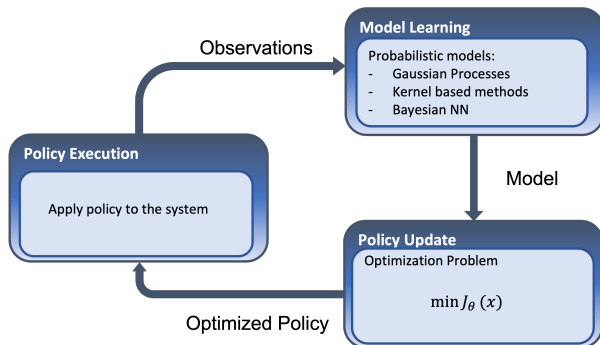 Model Learning
Probabilistic models:
- Gaussian Processes
- Kernel based methods
- Bayesian NN
Observations
Policy Execution
Apply policy to the system
Model
Policy Update
Optimization Problem
min J_θ (x)
Optimized Policy